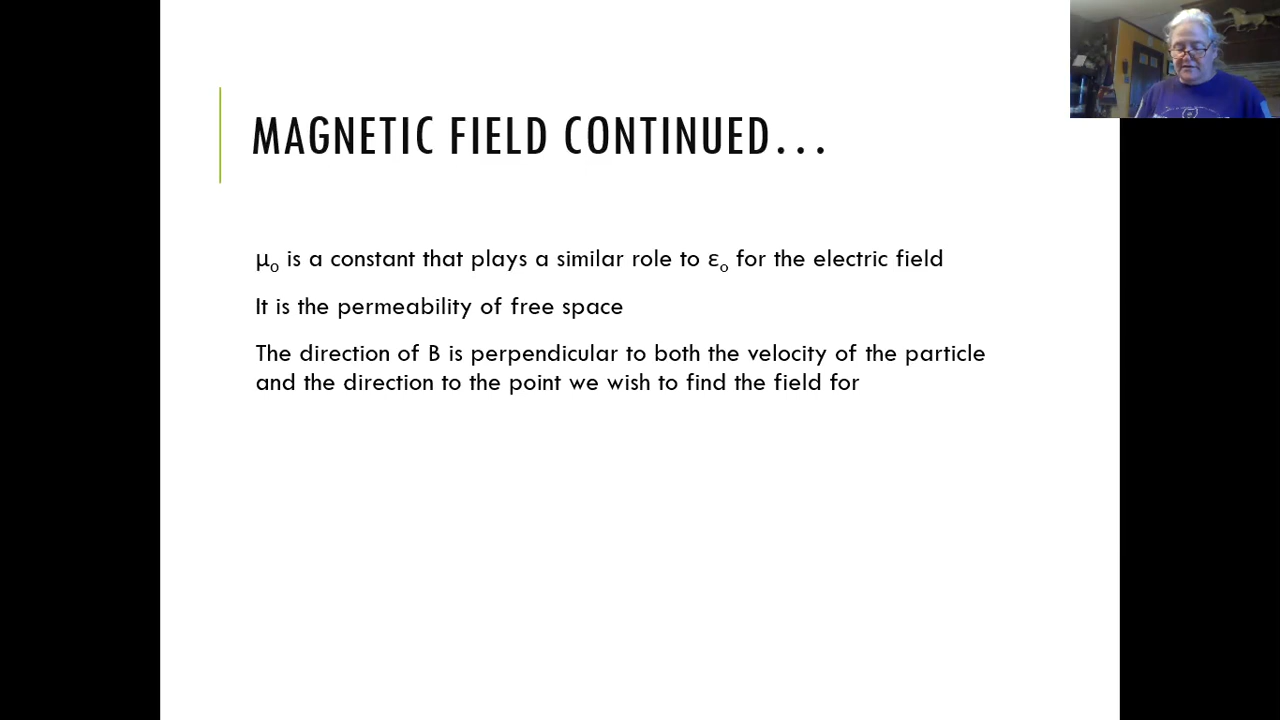 MAGNETIC FIELD CONTINUED...
μo is a constant that plays a similar role to εo for the electric field
It is the permeability of free space
The direction of B is perpendicular to both the velocity of the particle
and the direction to the point we wish to find the field for